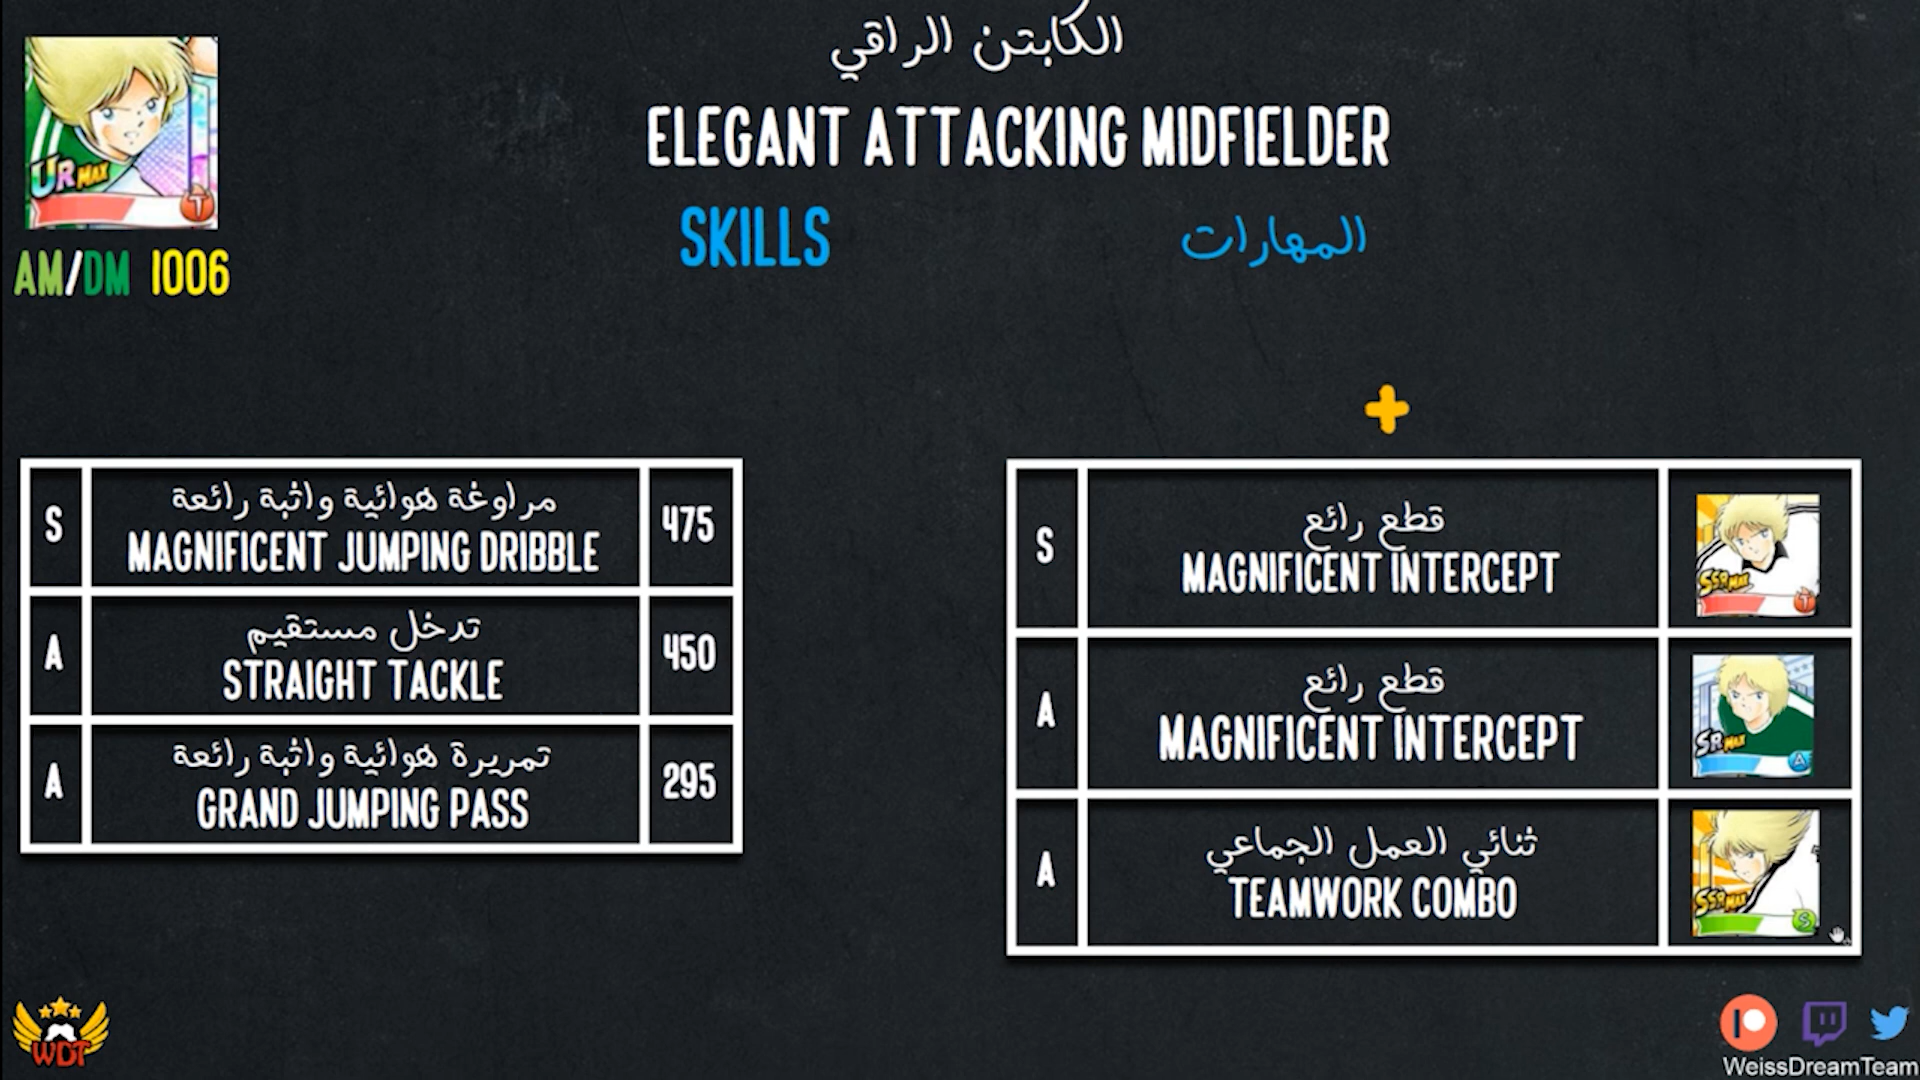 الكابتن الراقي
ELEGANT ATTACKING MIDFIELDER
SKILLS
المهارات
UR MAX
T
AM/DM 1006
S
مراوغة هوائية واثبة رائعة
MAGNIFICENT JUMPING DRIBBLE
475
A
تدخل مستقيم
STRAIGHT TACKLE
450
A
تمريرة هوائية واثبة رائعة
GRAND JUMPING PASS
295
+
S
قطع رائع
MAGNIFICENT INTERCEPT
SSR MAX
T
A
قطع رائع
MAGNIFICENT INTERCEPT
SR MAX
A
A
ثنائي العمل الجماعي
TEAMWORK COMBO
SSR MAX
S
WDT
WeissDreamTeam